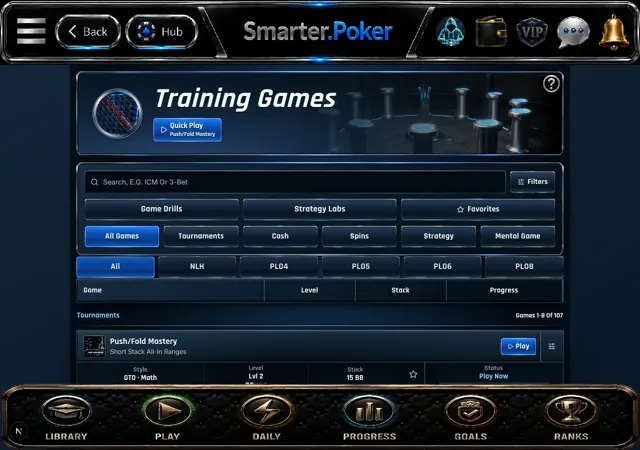 Back
Hub
Smarter.Poker
VIP
Training Games
?
Quick Play
Push/Fold Mastery
Search, E.G. ICM Or 3-Bet
Filters
Game Drills
Strategy Labs
Favorites
All Games
Tournaments
Cash
Spins
Strategy
Mental Game
All
NLH
PLO4
PLO5
PLO6
PLO8
Game
Level
Stack
Progress
Tournaments
Games 1-8 Of 107
Push/Fold Mastery
Short Stack All-In Ranges
Play
Style
Level
Stack
Status
GTO · Math
Lvl 2
15 BB
Play Now
N
LIBRARY
PLAY
DAILY
PROGRESS
GOALS
RANKS